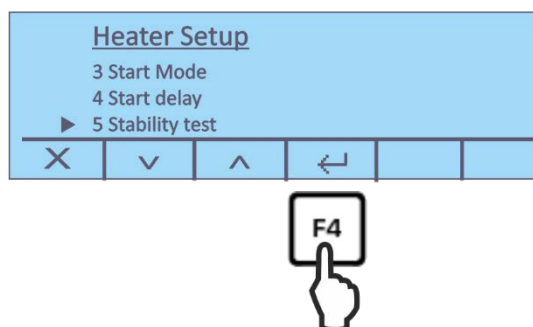 Heater Setup
3 Start Mode
4 Start delay
5 Stability test
F4